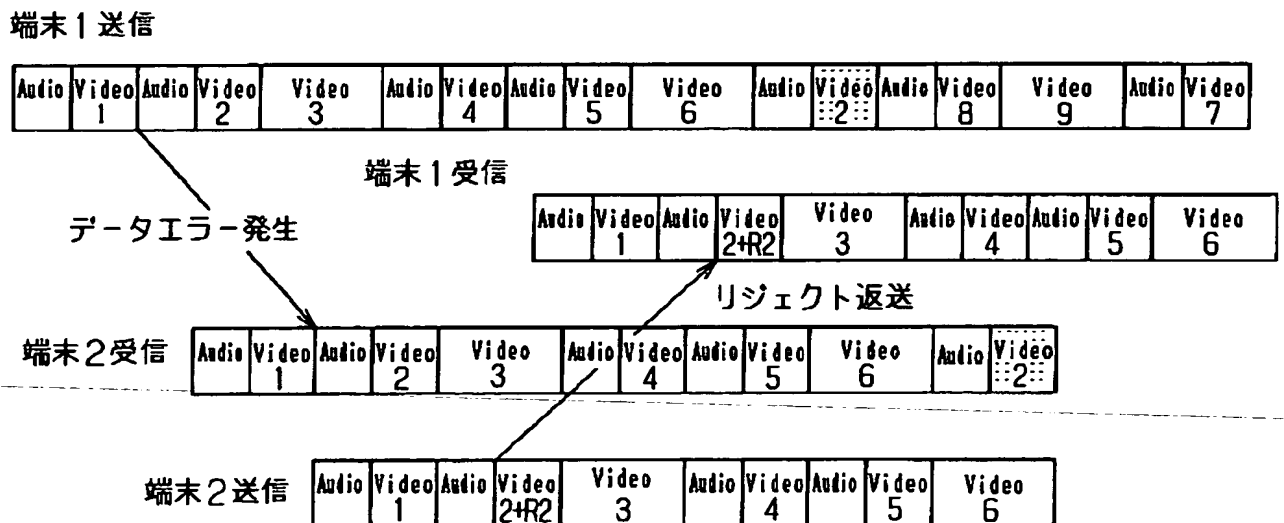 端末1送信
Audio Video 1 Audio Video 2 Video 3 Audio Video 4 Audio Video 5 Video 6 Audio Video 2 Audio Video 8 Video 9 Audio Video 7
端末1受信
Audio Video 1 Audio Video 2+R2 Video 3 Audio Video 4 Audio Video 5 Video 6
データエラー発生
リジェクト返送
端末2受信
Audio Video 1 Audio Video 2 Video 3 Audio Video 4 Audio Video 5 Video 6 Audio Video 2
端末2送信
Audio Video 1 Audio Video 2+R2 Video 3 Audio Video 4 Audio Video 5 Video 6